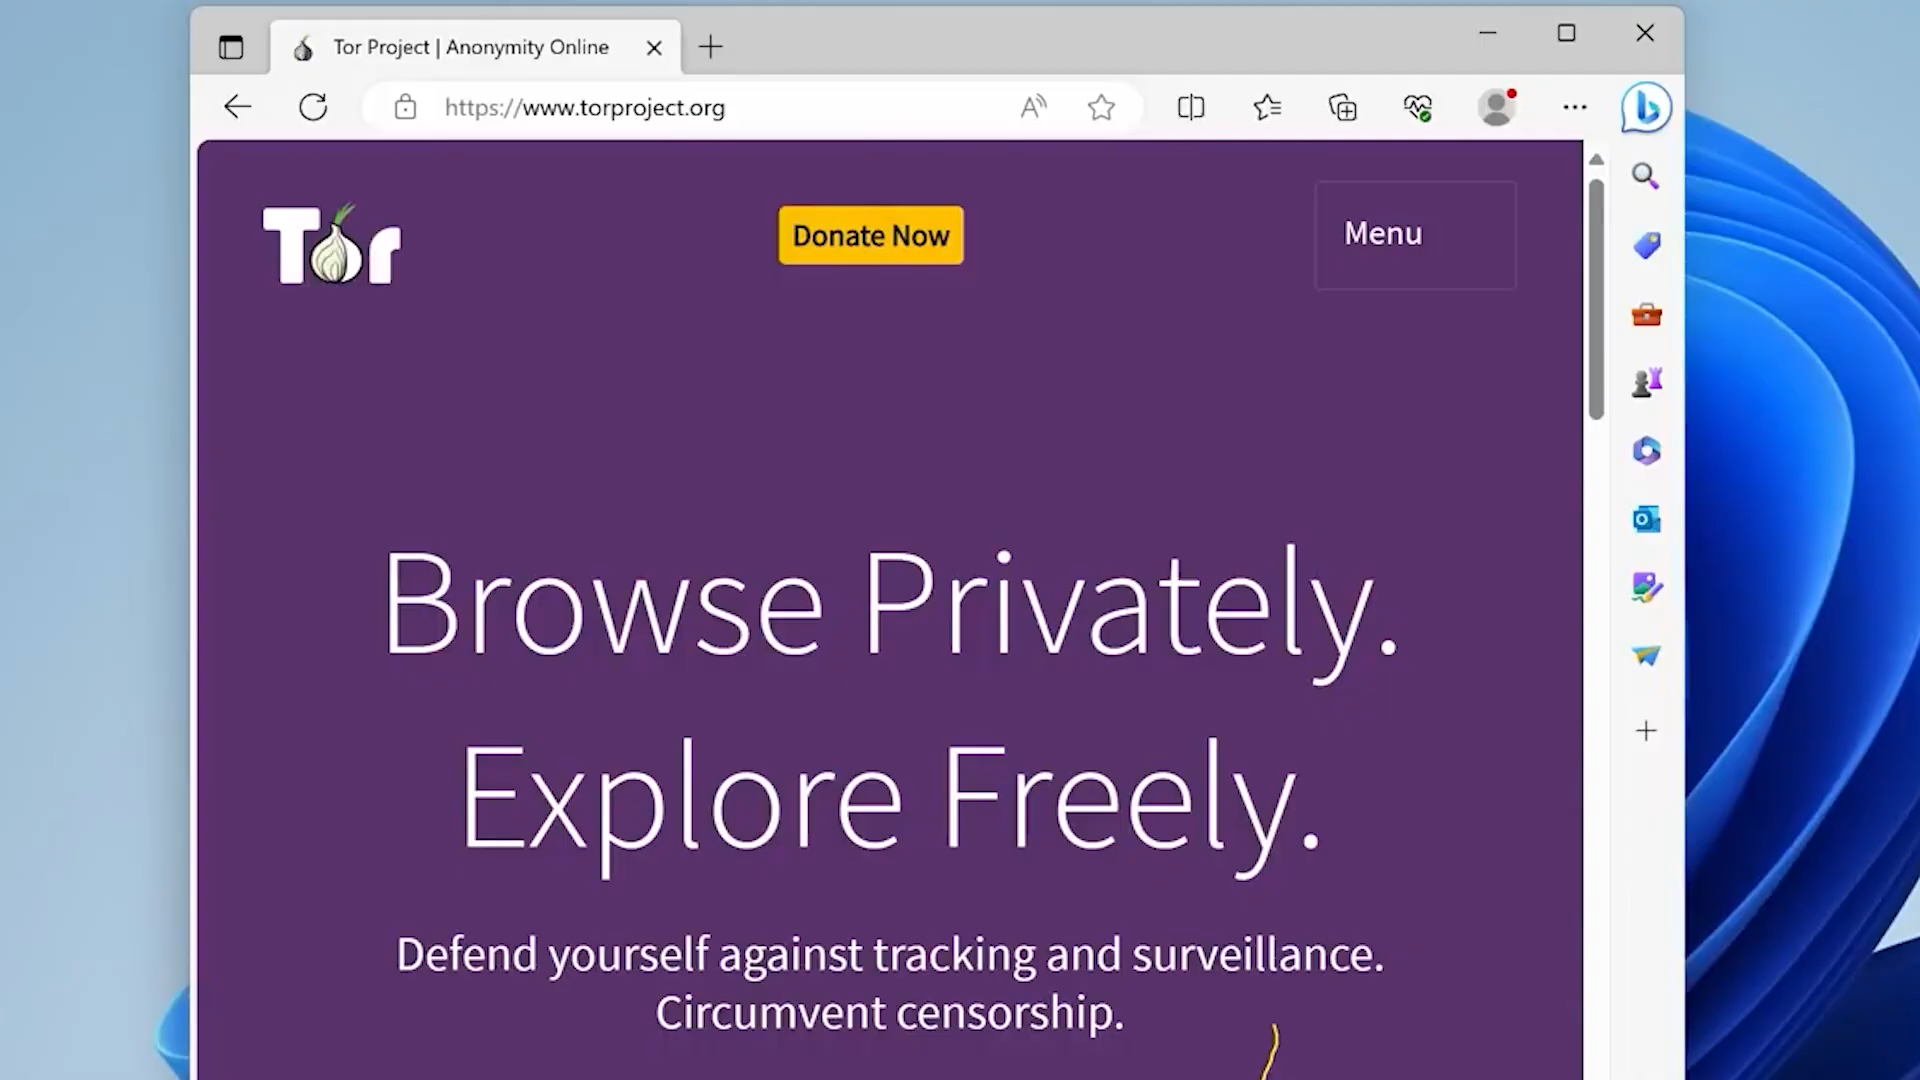 Tor Project | Anonymity Online
https://www.torproject.org
Tor
Donate Now
Menu
Browse Privately.
Explore Freely.
Defend yourself against tracking and surveillance.
Circumvent censorship.